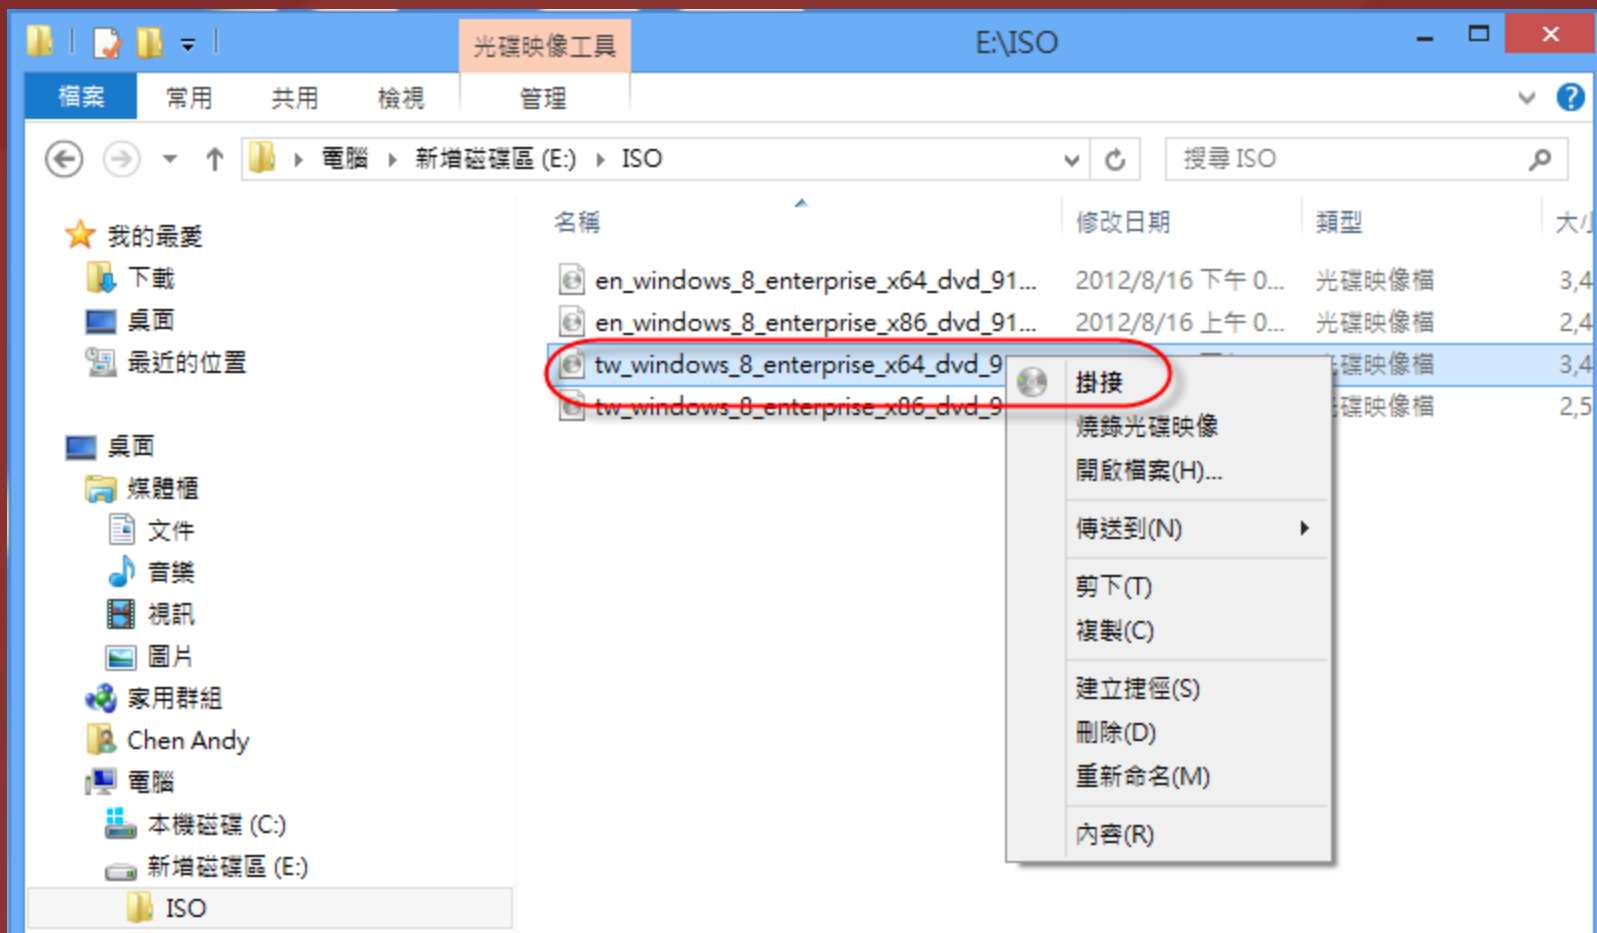 光碟映像工具
E:\ISO
檔案 常用 共用 檢視 管理
電腦 新增磁碟區 (E:) ISO
搜尋 ISO
名稱 修改日期 類型
我的最愛
下載
桌面
最近的位置
桌面
媒體櫃
文件
音樂
視訊
圖片
家用群組
Chen Andy
電腦
本機磁碟 (C:)
新增磁碟區 (E:)
ISO
en_windows_8_enterprise_x64_dvd_91... 2012/8/16 下午 0... 光碟映像檔 3,4
en_windows_8_enterprise_x86_dvd_91... 2012/8/16 上午 0... 光碟映像檔 2,4
tw_windows_8_enterprise_x64_dvd_9 碟映像檔 3,4
tw_windows_8_enterprise_x86_dvd_9 碟映像檔 2,5
掛接
燒錄光碟映像
開啟檔案(H)...
傳送到(N)
剪下(T)
複製(C)
建立捷徑(S)
刪除(D)
重新命名(M)
內容(R)